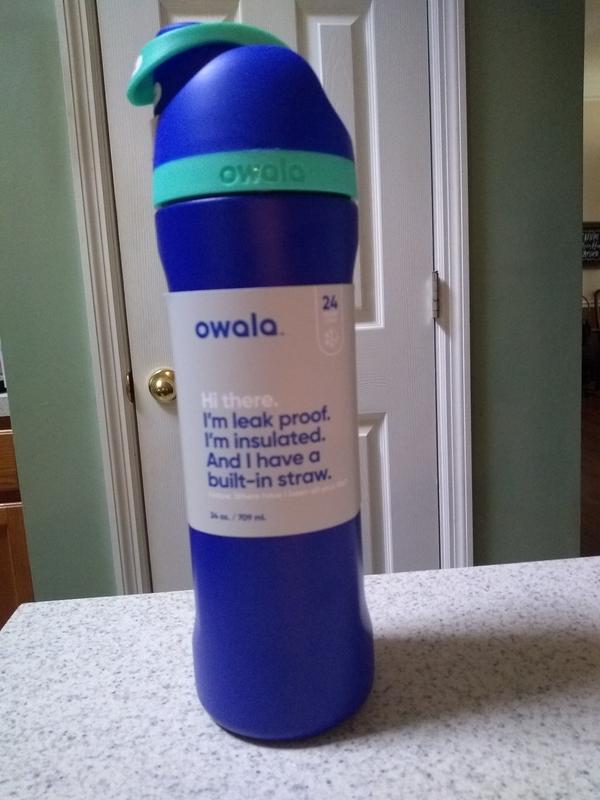 owala
owala
24
Hi there.
I'm leak proof.
I'm insulated.
And I have a
built-in straw.
24 oz. / 709 mL